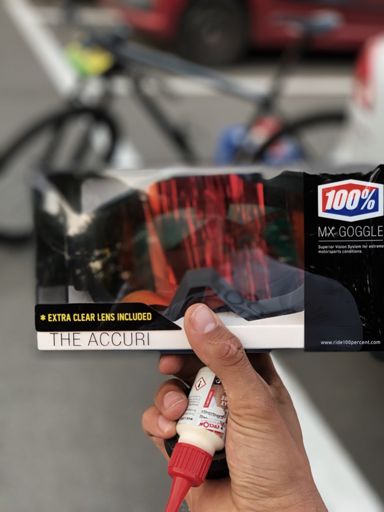 100%
MX-GOGGLE
Superior Vision System for extreme
motorsports conditions.
* EXTRA CLEAR LENS INCLUDED
THE ACCURI
www.ride100percent.com